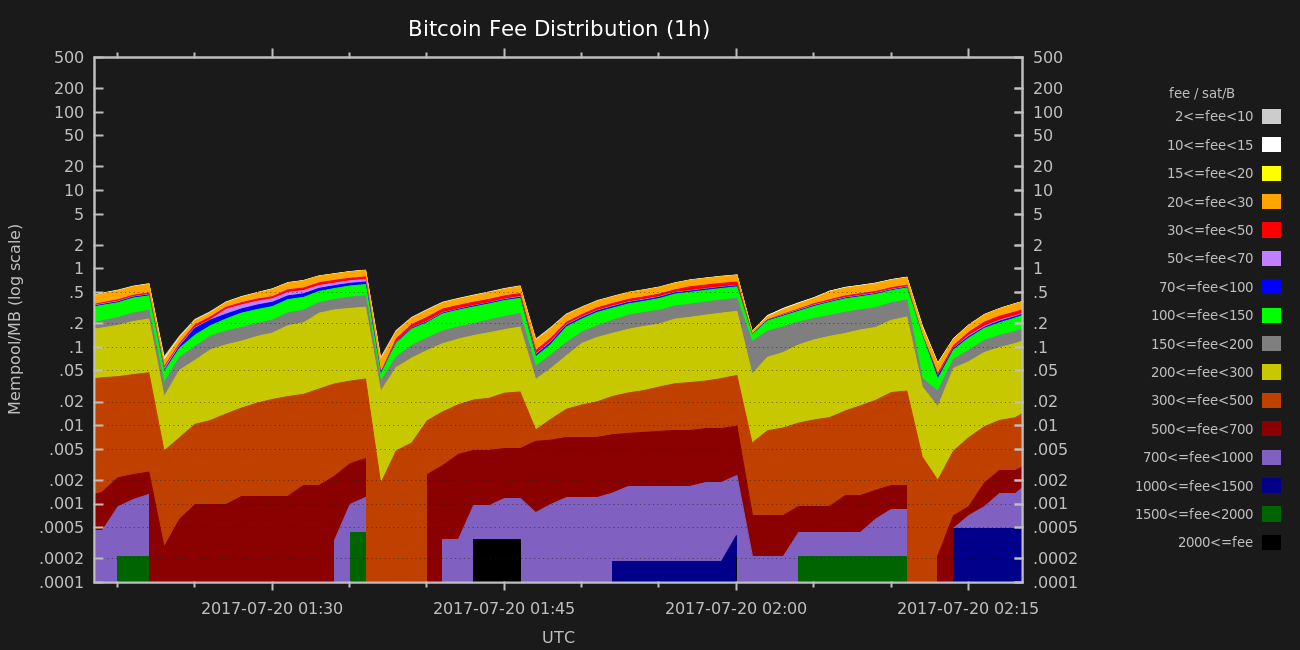 Bitcoin Fee Distribution (1h)
500
200
100
50
20
10
5
2
1
.5
.2
.1
.05
.02
.01
.005
.002
.001
.0005
.0002
.0001
Mempool/MB (log scale)
500
200
100
50
20
10
5
2
1
.5
.2
.1
.05
.02
.01
.005
.002
.001
.0005
.0002
.0001
2017-07-20 01:30
2017-07-20 01:45
2017-07-20 02:00
2017-07-20 02:15
UTC
fee / sat/B
2<=fee<10
10<=fee<15
15<=fee<20
20<=fee<30
30<=fee<50
50<=fee<70
70<=fee<100
100<=fee<150
150<=fee<200
200<=fee<300
300<=fee<500
500<=fee<700
700<=fee<1000
1000<=fee<1500
1500<=fee<2000
2000<=fee